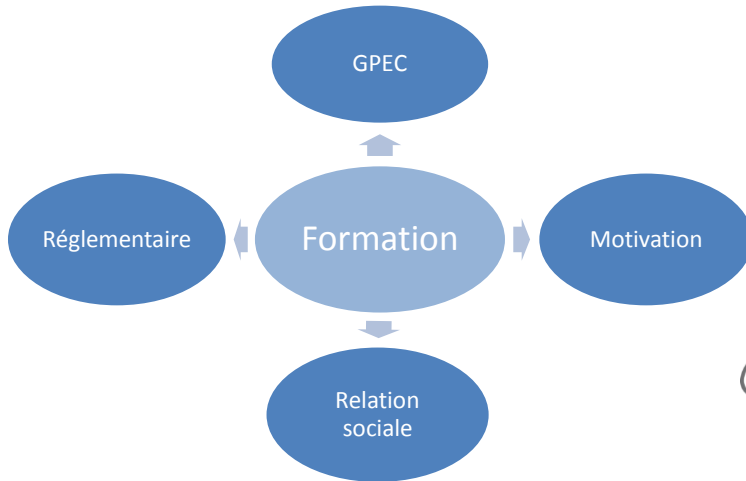 GPEC
Réglementaire
Formation
Motivation
Relation
sociale